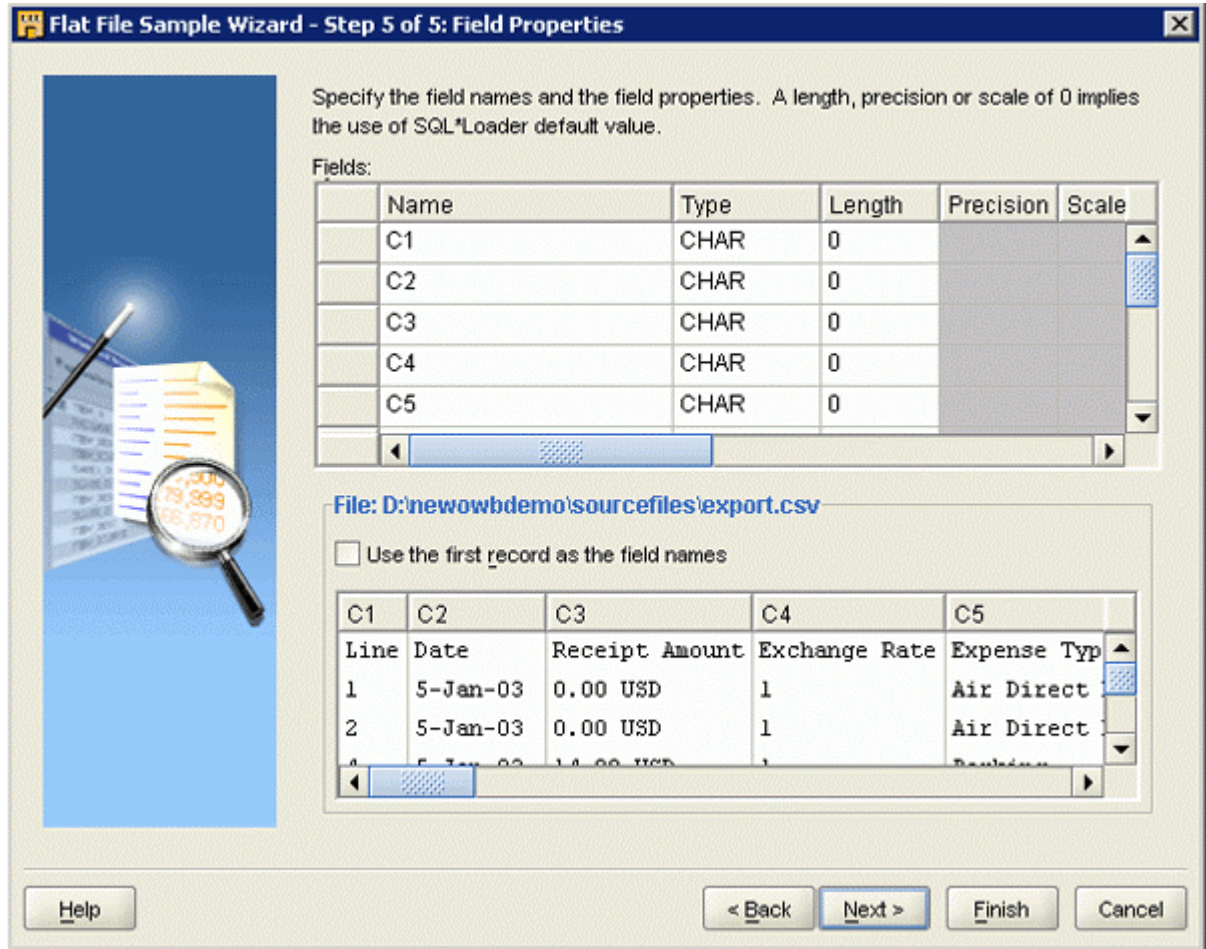 Flat File Sample Wizard - Step 5 of 5: Field Properties
Specify the field names and the field properties. A length, precision or scale of 0 implies
the use of SQL*Loader default value.
Fields:
Name Type Length Precision Scale
C1 CHAR 0
C2 CHAR 0
C3 CHAR 0
C4 CHAR 0
C5 CHAR 0
File: D:\newowbdemo\sourcefiles\export.csv
Use the first record as the field names
C1 C2 C3 C4 C5
Line Date Receipt Amount Exchange Rate Expense Typ
1 5-Jan-03 0.00 USD 1 Air Direct
2 5-Jan-03 0.00 USD 1 Air Direct
Help < Back Next > Finish Cancel